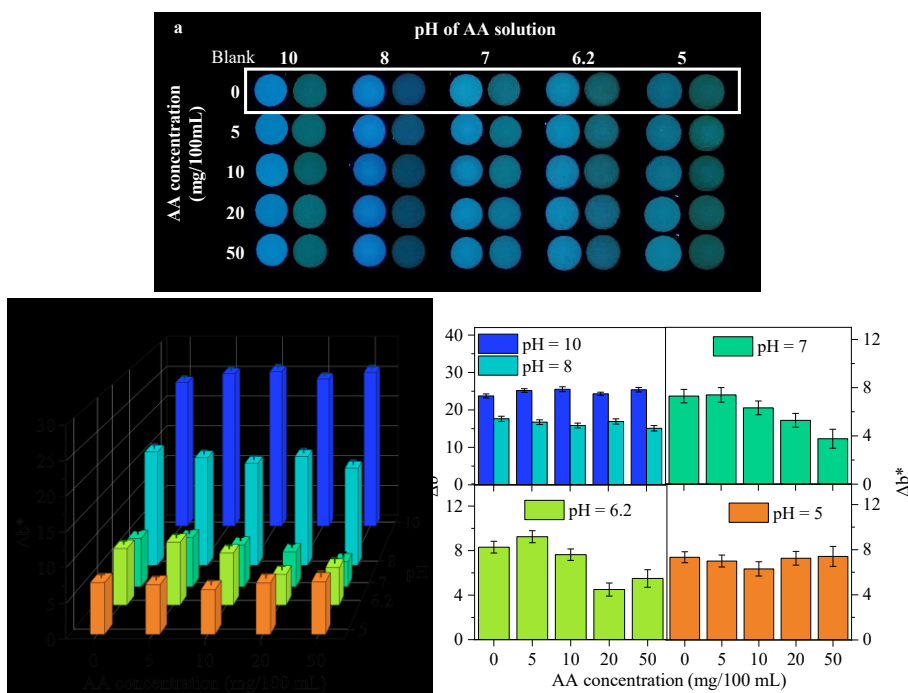 a
pH of AA solution
Blank 10 8 7 6.2 5
AA concentration
(mg/100mL)
0
5
10
20
50
30
25
20
15
10
5
0
Δb*
0 5 10 20 50
AA concentration (mg/100 mL)
10
8
7
6.2
5
pH
40
30
20
10
0
pH = 10
pH = 8
pH = 7
12
8
4
0
Δb*
12
8
4
0
pH = 6.2
pH = 5
12
8
4
0
0 5 10 20 50 0 5 10 20 50
AA concentration (mg/100 mL)